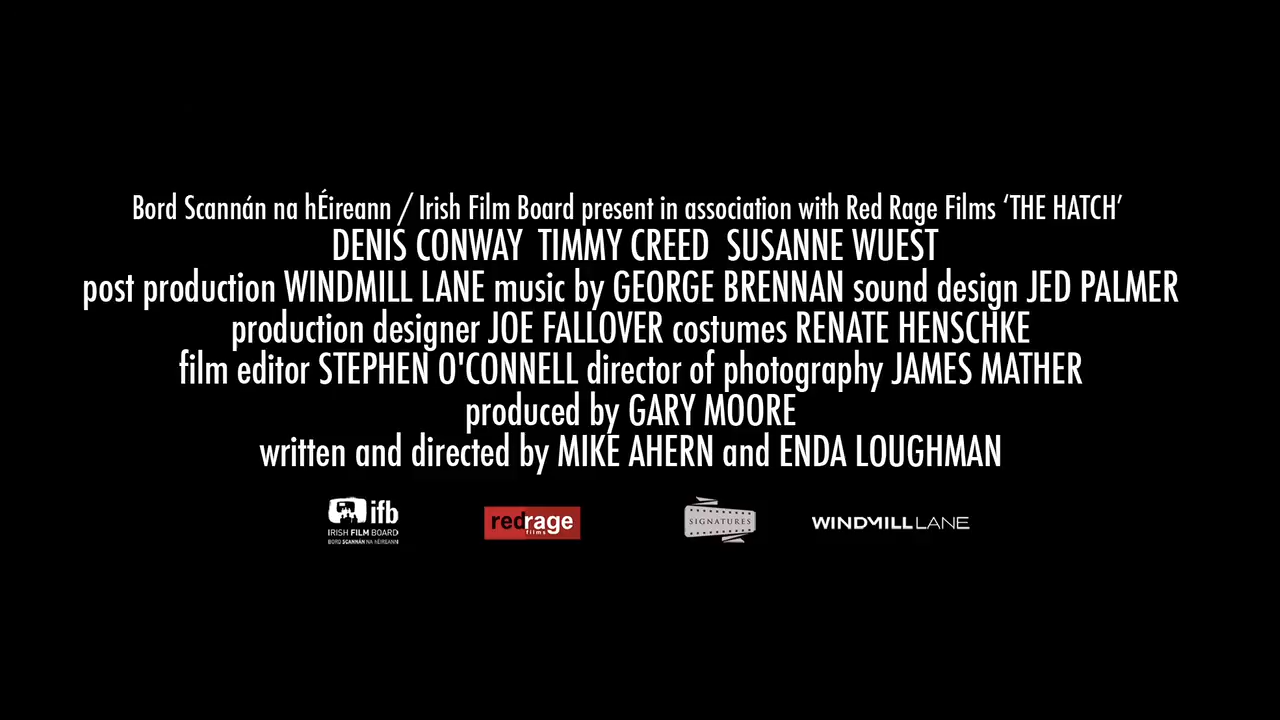 Bord Scannán na hÉireann / Irish Film Board present in association with Red Rage Films ‘THE HATCH’
DENIS CONWAY TIMMY CREED SUSANNE WUEST
post production WINDMILL LANE music by GEORGE BRENNAN sound design JED PALMER
production designer JOE FALLOVER costumes RENATE HENSCHKE
film editor STEPHEN O'CONNELL director of photography JAMES MATHER
produced by GARY MOORE
written and directed by MIKE AHERN and ENDA LOUGHMAN
ifb
IRISH FILM BOARD
BORD SCANNÁN NA HÉIREANN
redrage
films
SIGNATURES
WINDMILLLANE